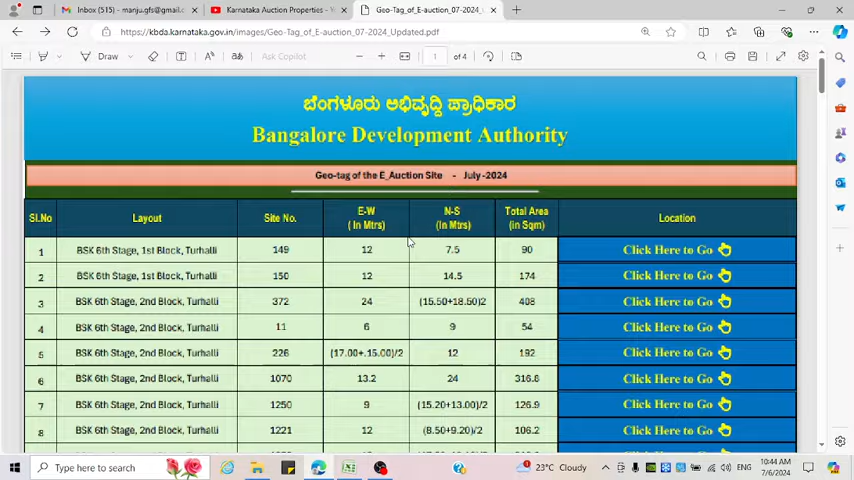 Inbox (515) - manju.gfs@gmail.c
Karnataka Auction Properties - Y
Geo-Tag_of_E-auction_07-2024_U
https://kbda.karnataka.gov.in/images/Geo-Tag_of_E-auction_07-2024_Updated.pdf
Draw
Ask Copilot
1 of 4
ಬೆಂಗಳೂರು ಅಭಿವೃದ್ಧಿ ಪ್ರಾಧಿಕಾರ
Bangalore Development Authority
Geo-tag of the E_Auction Site - July -2024
Sl.No Layout Site No. E-W ( In Mtrs) N-S (in Mtrs) Total Area (in Sqm) Location
1 BSK 6th Stage, 1st Block, Turhalli 149 12 7.5 90 Click Here to Go
2 BSK 6th Stage, 1st Block, Turhalli 150 12 14.5 174 Click Here to Go
3 BSK 6th Stage, 2nd Block, Turhalli 372 24 (15.50+18.50)2 408 Click Here to Go
4 BSK 6th Stage, 2nd Block, Turhalli 11 6 9 54 Click Here to Go
5 BSK 6th Stage, 2nd Block, Turhalli 226 (17.00+.15.00)/2 12 192 Click Here to Go
6 BSK 6th Stage, 2nd Block, Turhalli 1070 13.2 24 316.8 Click Here to Go
7 BSK 6th Stage, 2nd Block, Turhalli 1250 9 (15.20+13.00)/2 126.9 Click Here to Go
8 BSK 6th Stage, 2nd Block, Turhalli 1221 12 (8.50+9.20)/2 106.2 Click Here to Go
Type here to search
23°C Cloudy
ENG
10:44 AM
7/6/2024